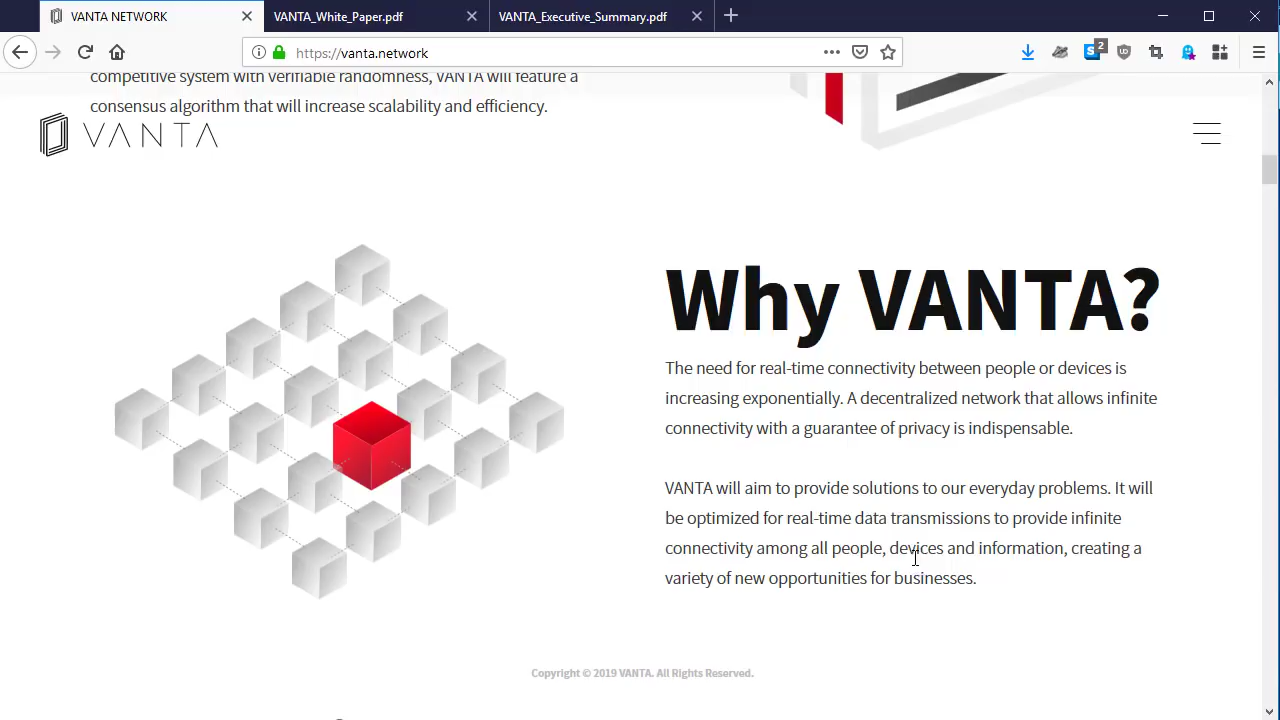 VANTA NETWORK
VANTA_White_Paper.pdf
VANTA_Executive_Summary.pdf
https://vanta.network
2
competitive system with verifiable randomness, VANTA will feature a
consensus algorithm that will increase scalability and efficiency.
VANTA
Why VANTA?
The need for real-time connectivity between people or devices is
increasing exponentially. A decentralized network that allows infinite
connectivity with a guarantee of privacy is indispensable.
VANTA will aim to provide solutions to our everyday problems. It will
be optimized for real-time data transmissions to provide infinite
connectivity among all people, devices and information, creating a
variety of new opportunities for businesses.
Copyright © 2019 VANTA. All Rights Reserved.